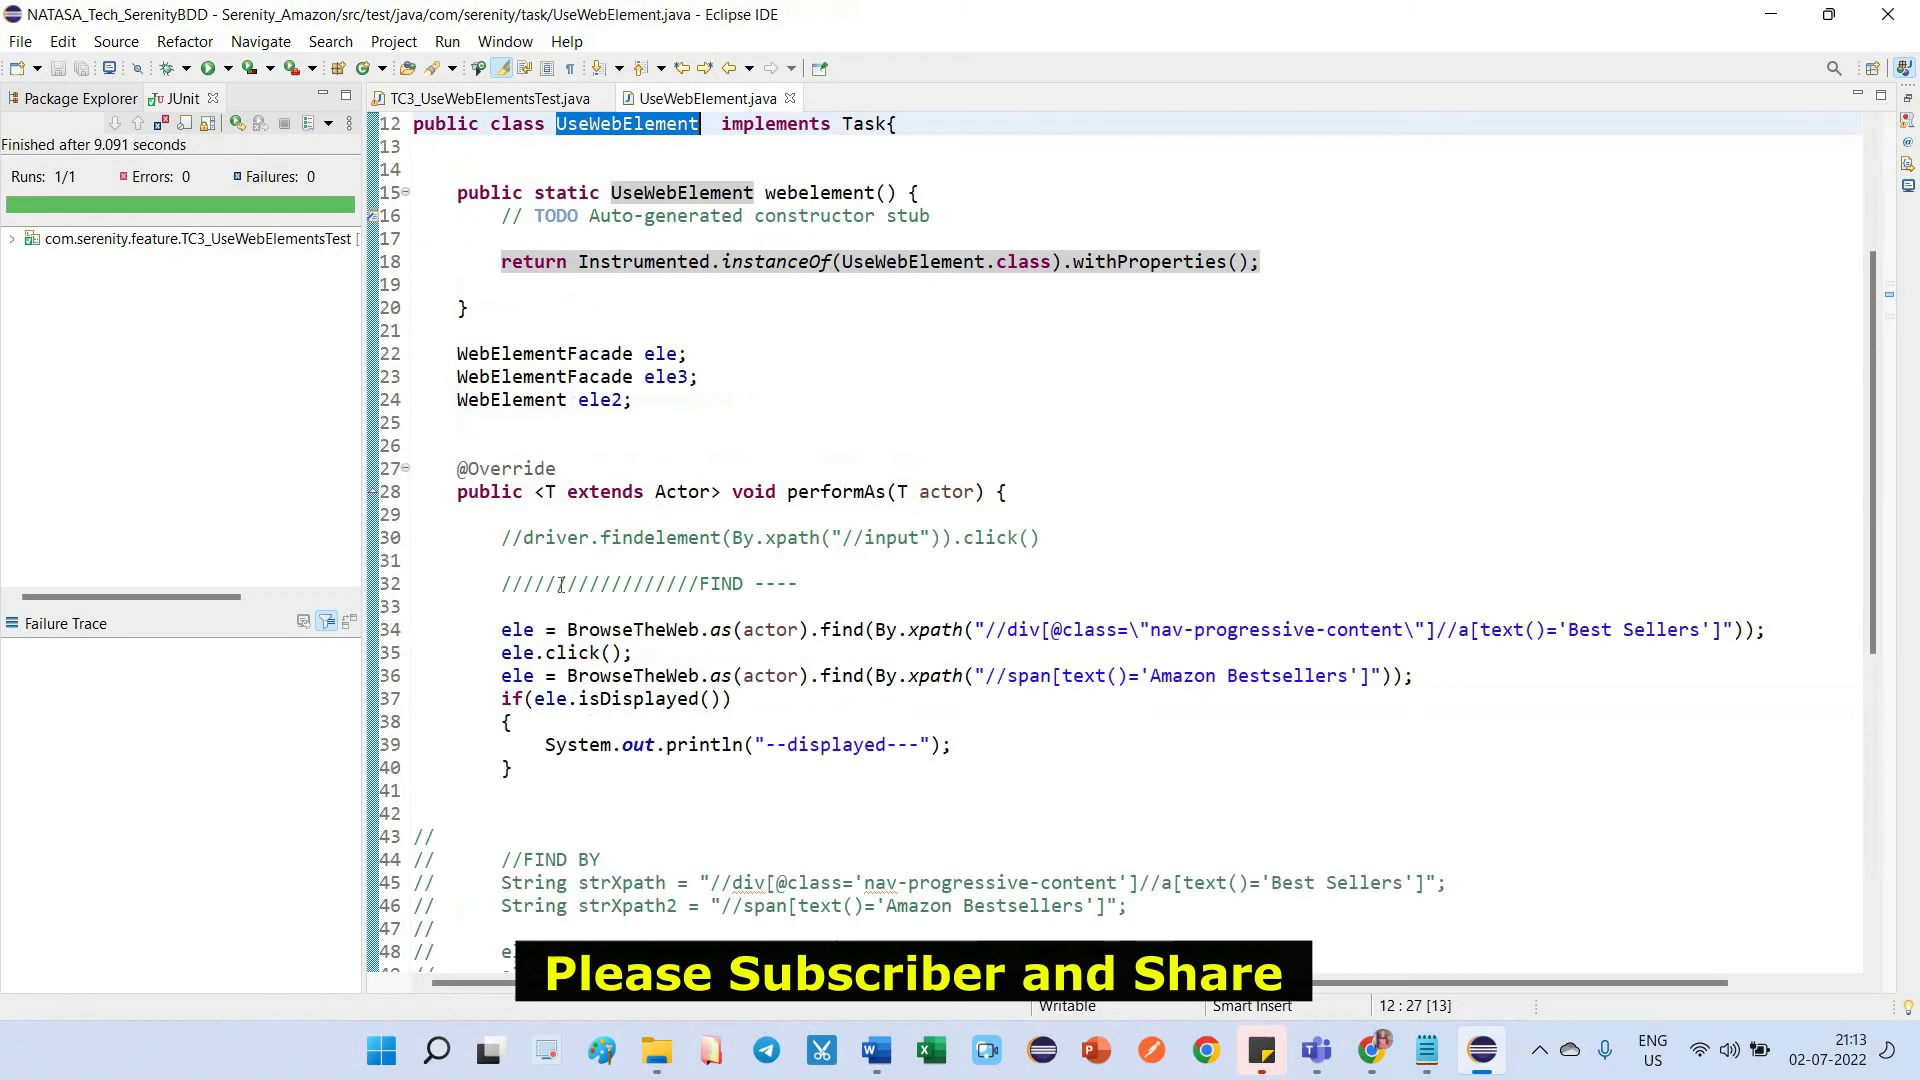 NATASA_Tech_SerenityBDD - Serenity_Amazon/src/test/java/com/serenity/task/UseWebElement.java - Eclipse IDE
File Edit Source Refactor Navigate Search Project Run Window Help
Package Explorer JUnit
TC3_UseWebElementsTest.java UseWebElement.java
Finished after 9.091 seconds
Runs: 1/1 Errors: 0 Failures: 0
com.serenity.feature.TC3_UseWebElementsTest [
Failure Trace
12 public class UseWebElement implements Task{
13
14
15 public static UseWebElement webelement() {
16 // TODO Auto-generated constructor stub
17
18 return Instrumented.instanceOf(UseWebElement.class).withProperties();
19
20 }
21
22 WebElementFacade ele;
23 WebElementFacade ele3;
24 WebElement ele2;
25
26
27 @Override
28 public <T extends Actor> void performAs(T actor) {
29
30 //driver.findelement(By.xpath("//input")).click()
31
32 //////////////////FIND ----
33
34 ele = BrowseTheWeb.as(actor).find(By.xpath("//div[@class=\"nav-progressive-content\"]//a[text()='Best Sellers']"));
35 ele.click();
36 ele = BrowseTheWeb.as(actor).find(By.xpath("//span[text()='Amazon Bestsellers']"));
37 if(ele.isDisplayed())
38 {
39 System.out.println("--displayed---");
40 }
41
42
43 //
44 // //FIND BY
45 // String strXpath = "//div[@class='nav-progressive-content']//a[text()='Best Sellers']";
46 // String strXpath2 = "//span[text()='Amazon Bestsellers']";
47 //
48 //
Please Subscriber and Share
Writable Smart Insert 12 : 27 [13]
ENG
US
21:13
02-07-2022